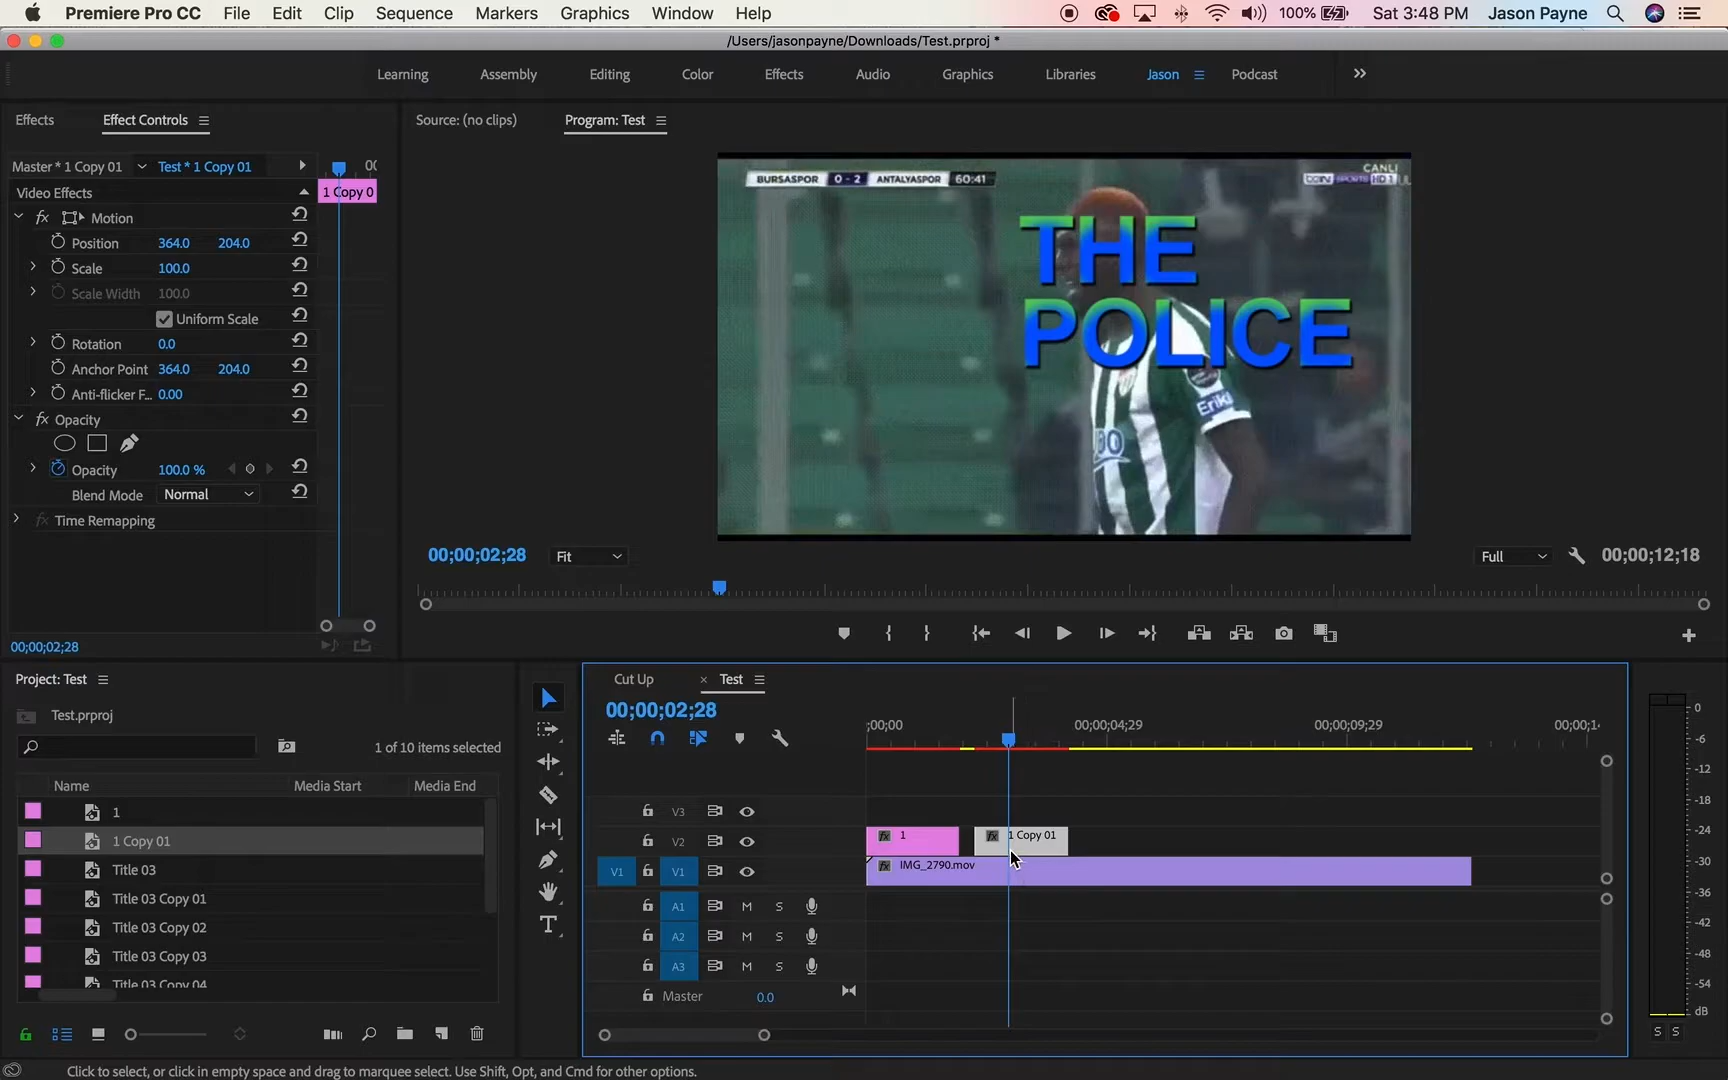 Premiere Pro CC File Edit Clip Sequence Markers Graphics Window Help 100% Sat 3:48 PM Jason Payne
/Users/jasonpayne/Downloads/Test.prproj *
Learning Assembly Editing Color Effects Audio Graphics Libraries Jason Podcast
Effects Effect Controls
Source: (no clips) Program: Test
Master * 1 Copy 01 Test * 1 Copy 01
Video Effects 1 Copy 0
fx Motion
Position 364.0 204.0
Scale 100.0
Scale Width 100.0
Uniform Scale
Rotation 0.0
Anchor Point 364.0 204.0
Anti-flicker F... 0.00
fx Opacity
Opacity 100.0 %
Blend Mode Normal
fx Time Remapping
00;00;02;28
BURSASPOR 0 - 2 ANTALYASPOR 60:41
CANLI
beIN SPORTS HD 1
THE
POLICE
Erikli
00;00;02;28 Fit Full 00;00;12;18
Project: Test
Test.prproj
1 of 10 items selected
Name Media Start Media End
1
1 Copy 01
Title 03
Title 03 Copy 01
Title 03 Copy 02
Title 03 Copy 03
Title 03 Copy 04
Cut Up × Test
00;00;02;28
;00;00 00;00;04;29 00;00;09;29 00;00;14
V3
V2 fx 1 fx 1 Copy 01
V1 V1 fx IMG_2790.mov
A1 M S
A2 M S
A3 M S
Master 0.0
0
-6
-12
-18
-24
-30
-36
-42
-48
-54
dB
S S
Click to select, or click in empty space and drag to marquee select. Use Shift, Opt, and Cmd for other options.